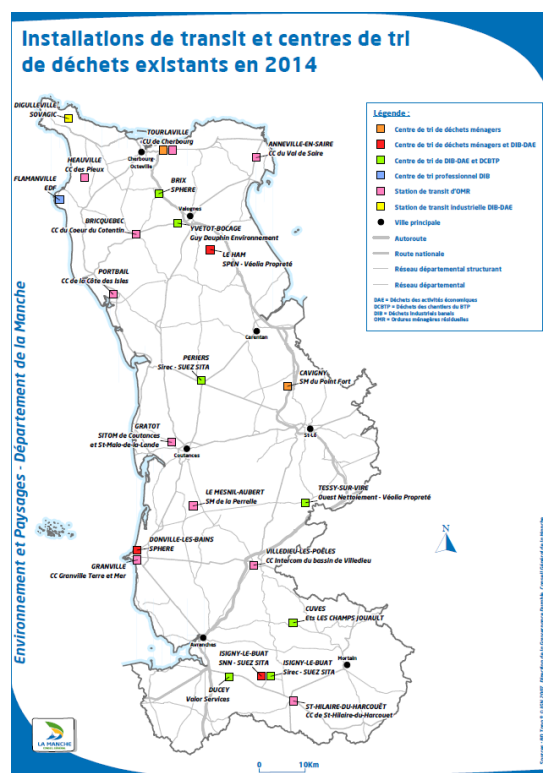 Installations de transit et centres de tri
de déchets existants en 2014
DIGULLEVILLE
SOVAGIC
TOURLAVILLE
CU de Cherbourg
Cherbourg-
Octeville
ANNEVILLE-EN-SAIRE
CC du Val de Saire
HEAUVILLE
CC des Pieux
FLAMANVILLE
EDF
BRIX
SPHERE
Valognes
BRICQUEBEC
CC du Coeur du Cotentin
YVETOT-BOCAGE
Guy Dauphin Environnement
LE HAM
SPEN - Véolia Propreté
PORTBAIL
CC de la Côte des Isles
Carentan
PERIERS
Sirec - SUEZ SITA
CAVIGNY
SM du Point Fort
GRATOT
SITOM de Coutances
et St-Malo-de-la-Lande
Coutances
St-Lô
LE MESNIL-AUBERT
SM de la Perrelle
TESSY-SUR-VIRE
Ouest Nettoiement - Véolia Propreté
DONVILLE-LES-BAINS
SPHERE
GRANVILLE
CC Granville Terre et Mer
VILLEDIEU-LES-POËLES
CC Intercom du bassin de Villedieu
CUVES
Ets LES CHAMPS JOUAULT
Avranches
ISIGNY-LE-BUAT
SNN - SUEZ SITA
ISIGNY-LE-BUAT
Sirec - SUEZ SITA
Mortain
DUCEY
Valor Services
ST-HILAIRE-DU-HARCOUËT
CC de St-Hilaire-du-Harcouet
Légende :
Centre de tri de déchets ménagers
Centre de tri de déchets ménagers et DIB-DAE
Centre de tri de DIB-DAE et DCBTP
Centre de tri professionnel DIB
Station de transit d'OMR
Station de transit industrielle DIB-DAE
Ville principale
Autoroute
Route nationale
Réseau départemental structurant
Réseau départemental
DAE = Déchets des activités économiques
DCBTP = Déchets des chantiers du BTP
DIB = Déchets industriels banals
OMR = Ordures ménagères résiduelles
N
Environnement et Paysages - Département de la Manche
LA MANCHE
0 10Km